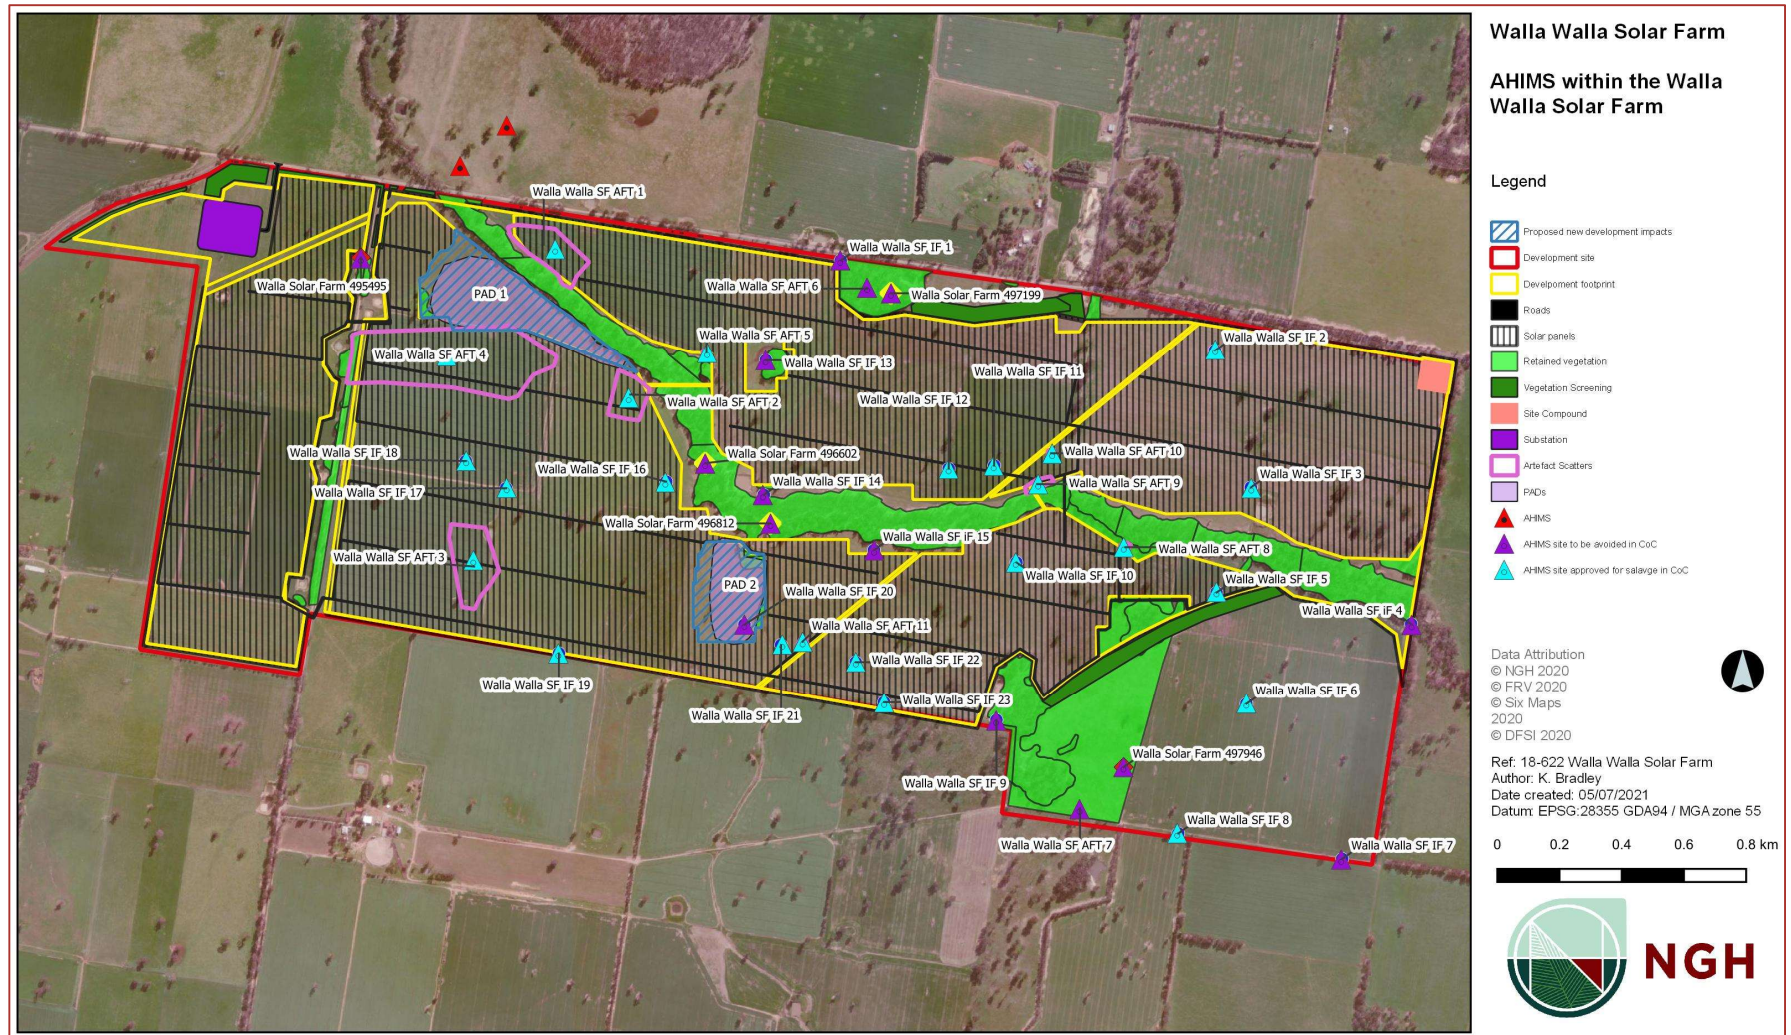 Walla Walla Solar Farm
AHIMS within the Walla
Walla Solar Farm
Legend
Proposed new development impacts
Development site
Develepoment footprint
Roads
Solar panels
Retained vegetation
Vegetation Screening
Site Compound
Substation
Artefact Scatters
PADs
AHIMS
AHIMS site to be avoided in CoC
AHIMS site approved for salavge in CoC
Data Attribution
© NGH 2020
© FRV 2020
© Six Maps
2020
© DFSI 2020
Ref: 18-622 Walla Walla Solar Farm
Author: K. Bradley
Date created: 05/07/2021
Datum: EPSG:28355 GDA94 / MGA zone 55
0 0.2 0.4 0.6 0.8 km
NGH
Walla Walla SF AFT 1
Walla Walla SF IF 1
Walla Solar Farm 495495
Walla Walla SF AFT 6
Walla Solar Farm 497199
PAD 1
Walla Walla SF AFT 5
Walla Walla SF IF 2
Walla Walla SF AFT 4
Walla Walla SF IF 13
Walla Walla SF IF 11
Walla Walla SF AFT 2
Walla Walla SF IF 12
Walla Walla SF IF 18
Walla Solar Farm 496602
Walla Walla SF AFT 10
Walla Walla SF IF 16
Walla Walla SF IF 3
Walla Walla SF IF 14
Walla Walla SF AFT 9
Walla Walla SF IF 17
Walla Solar Farm 496812
Walla Walla SF iF 15
Walla Walla SF AFT 8
Walla Walla SF AFT 3
Walla Walla SF IF 10
PAD 2
Walla Walla SF IF 5
Walla Walla SF IF 20
Walla Walla SF iF 4
Walla Walla SF AFT 11
Walla Walla SF IF 22
Walla Walla SF IF 19
Walla Walla SF IF 6
Walla Walla SF IF 23
Walla Walla SF IF 21
Walla Solar Farm 497946
Walla Walla SF IF 9
Walla Walla SF IF 8
Walla Walla SF AFT 7
Walla Walla SF IF 7